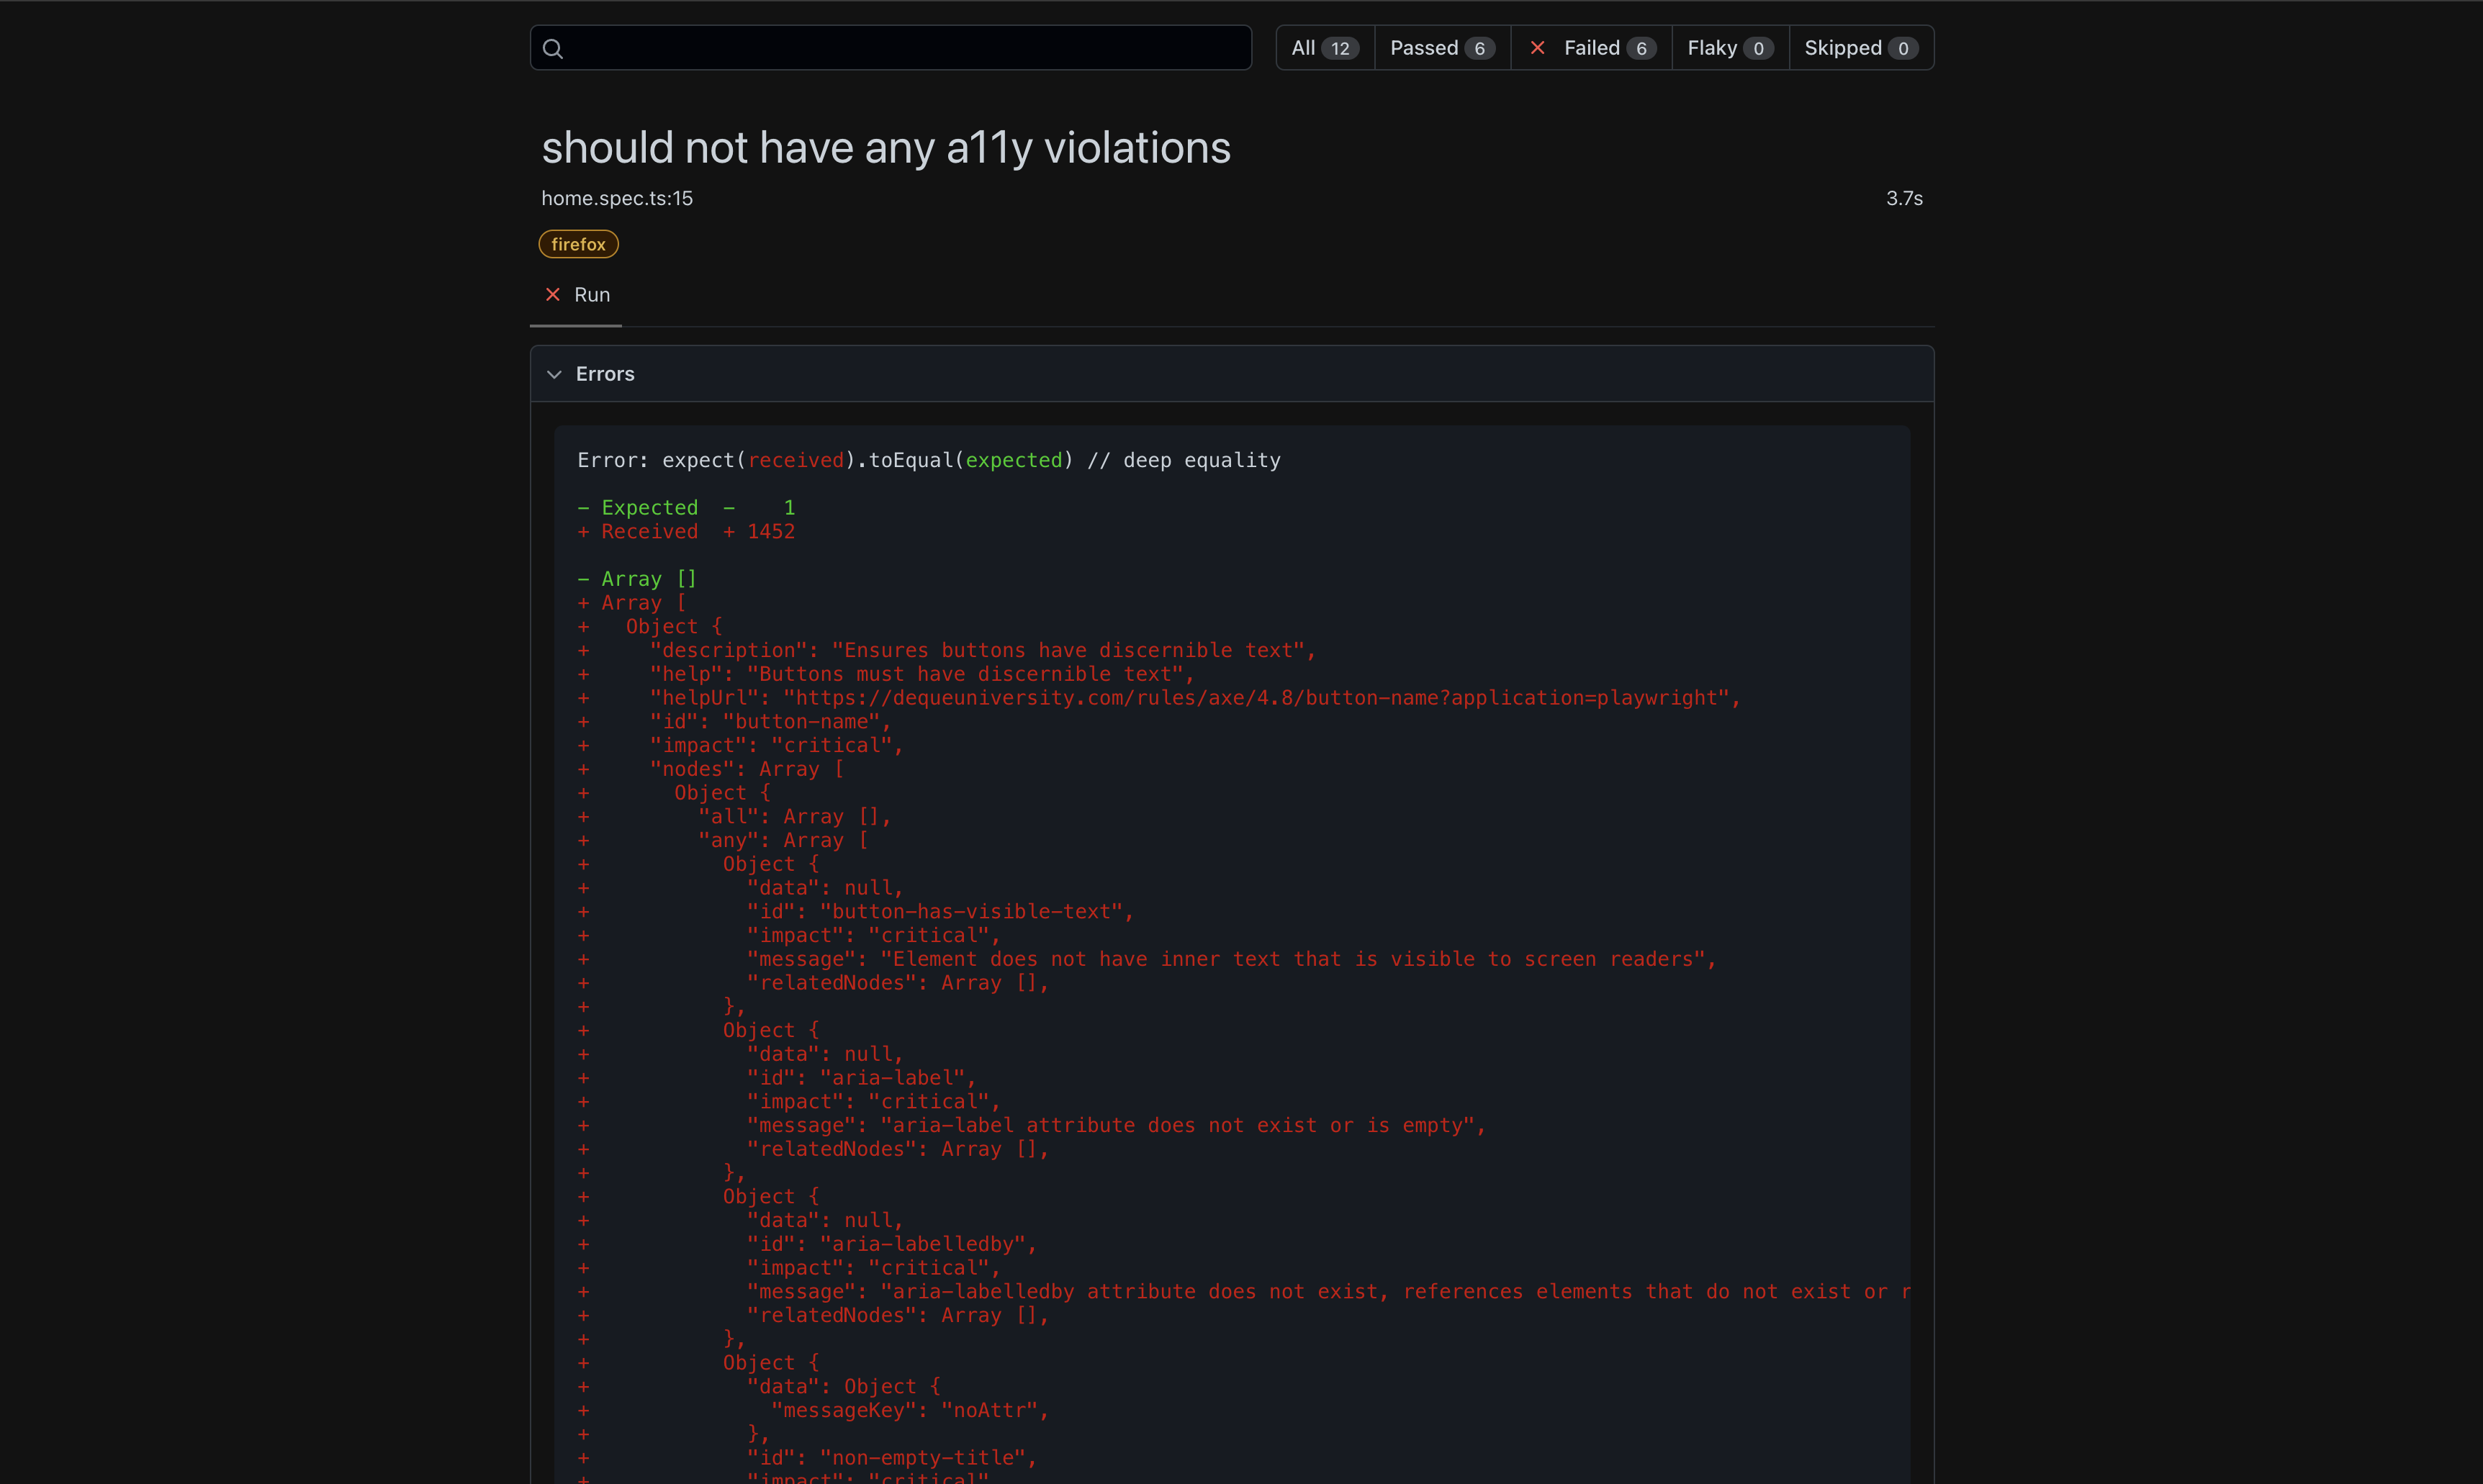 All 12 Passed 6 Failed 6 Flaky 0 Skipped 0
should not have any a11y violations
home.spec.ts:15 3.7s
firefox
Run
Errors
Error: expect(received).toEqual(expected) // deep equality
- Expected  -    1
+ Received  + 1452
- Array []
+ Array [
+   Object {
+     "description": "Ensures buttons have discernible text",
+     "help": "Buttons must have discernible text",
+     "helpUrl": "https://dequeuniversity.com/rules/axe/4.8/button-name?application=playwright",
+     "id": "button-name",
+     "impact": "critical",
+     "nodes": Array [
+       Object {
+         "all": Array [],
+         "any": Array [
+           Object {
+             "data": null,
+             "id": "button-has-visible-text",
+             "impact": "critical",
+             "message": "Element does not have inner text that is visible to screen readers",
+             "relatedNodes": Array [],
+           },
+           Object {
+             "data": null,
+             "id": "aria-label",
+             "impact": "critical",
+             "message": "aria-label attribute does not exist or is empty",
+             "relatedNodes": Array [],
+           },
+           Object {
+             "data": null,
+             "id": "aria-labelledby",
+             "impact": "critical",
+             "message": "aria-labelledby attribute does not exist, references elements that do not exist or r
+             "relatedNodes": Array [],
+           },
+           Object {
+             "data": Object {
+               "messageKey": "noAttr",
+             },
+             "id": "non-empty-title",
+             "impact": "critical"